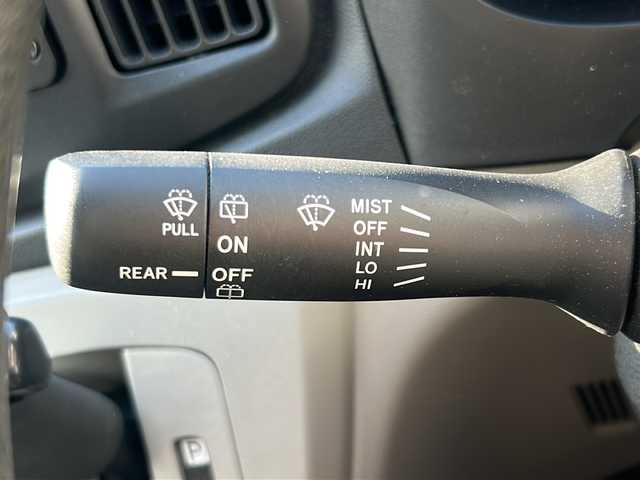 PULL
REAR
ON
OFF
MIST
OFF
INT
LO
HI
P